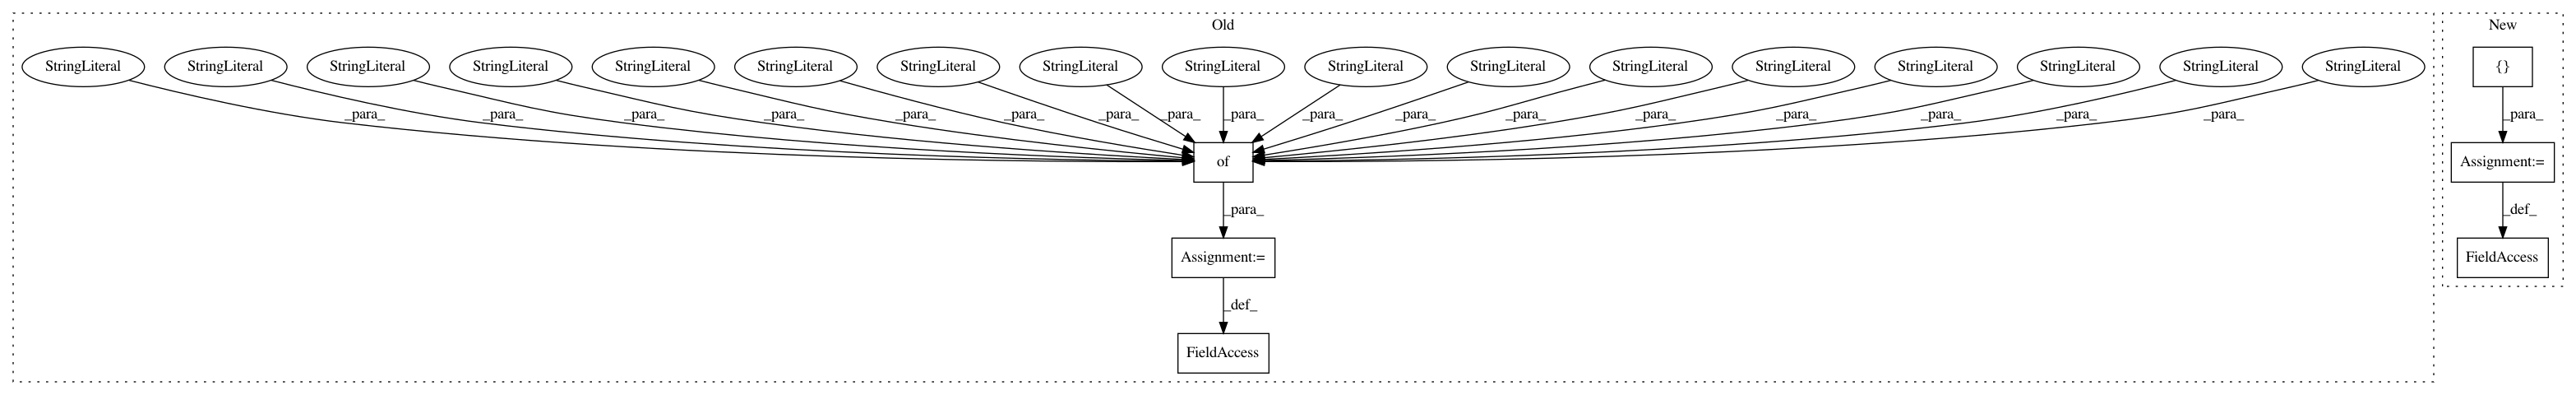 Old
New
StringLiteral StringLiteral StringLiteral StringLiteral StringLiteral StringLiteral StringLiteral StringLiteral StringLiteral StringLiteral StringLiteral StringLiteral StringLiteral StringLiteral StringLiteral StringLiteral StringLiteral {}
_para_ _para_ _para_ _para_ _para_ _para_ _para_ _para_ _para_ _para_ _para_ _para_ _para_ _para_ _para_ _para_ _para_ _para_
of Assignment:=
_para_ _def_
Assignment:= FieldAccess
_def_
FieldAccess